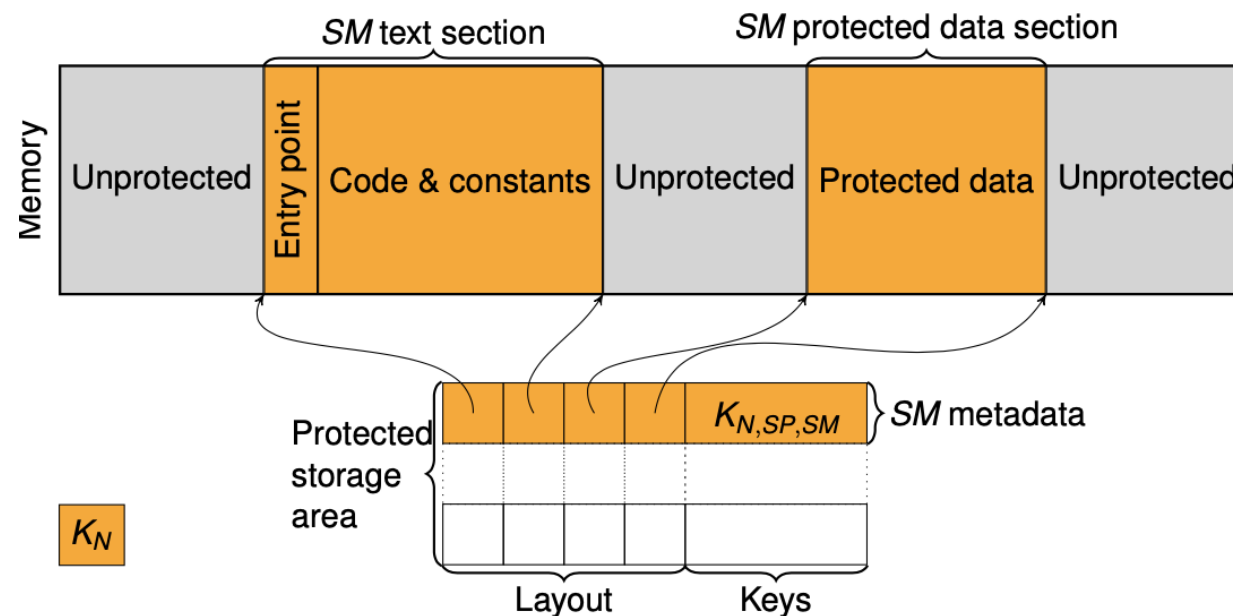 SM text section
SM protected data section
Memory
Unprotected
Entry point
Code & constants
Unprotected
Protected data
Unprotected
Protected
storage
area
K_N,SP,SM
SM metadata
K_N
Layout
Keys